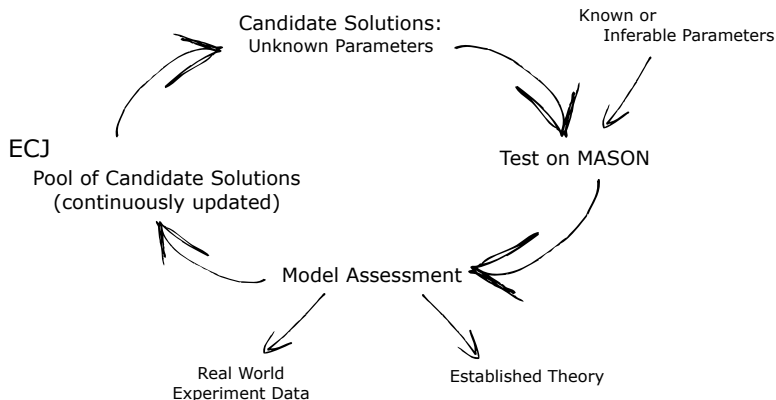 Candidate Solutions:
Unknown Parameters
Known or
Inferable Parameters
ECJ
Pool of Candidate Solutions
(continuously updated)
Test on MASON
Model Assessment
Real World
Experiment Data
Established Theory